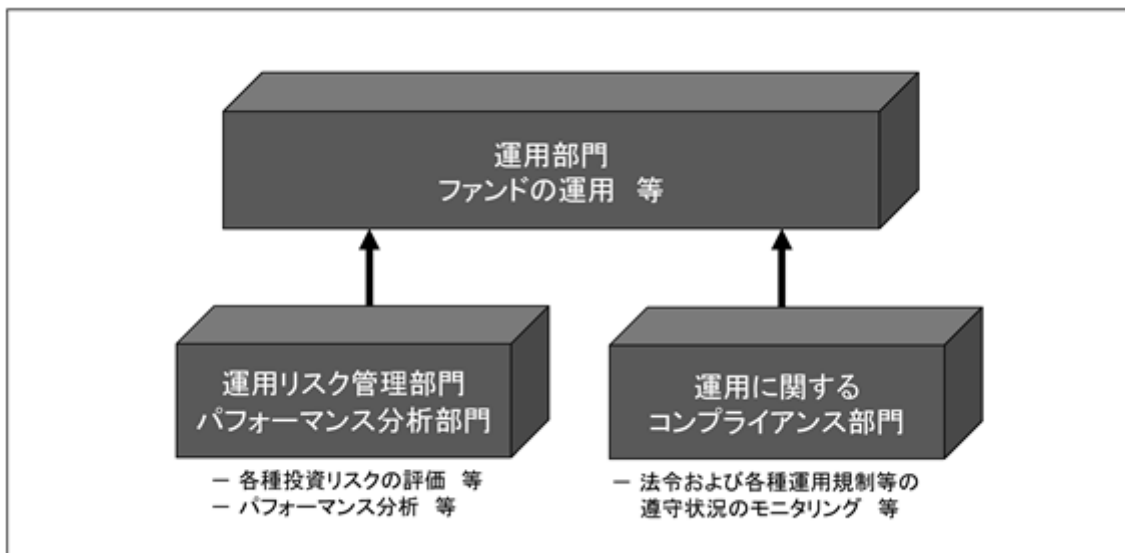 運用部門
ファンドの運用 等
運用リスク管理部門
パフォーマンス分析部門
運用に関する
コンプライアンス部門
－ 各種投資リスクの評価 等
－ パフォーマンス分析 等
－ 法令および各種運用規制等の
遵守状況のモニタリング 等